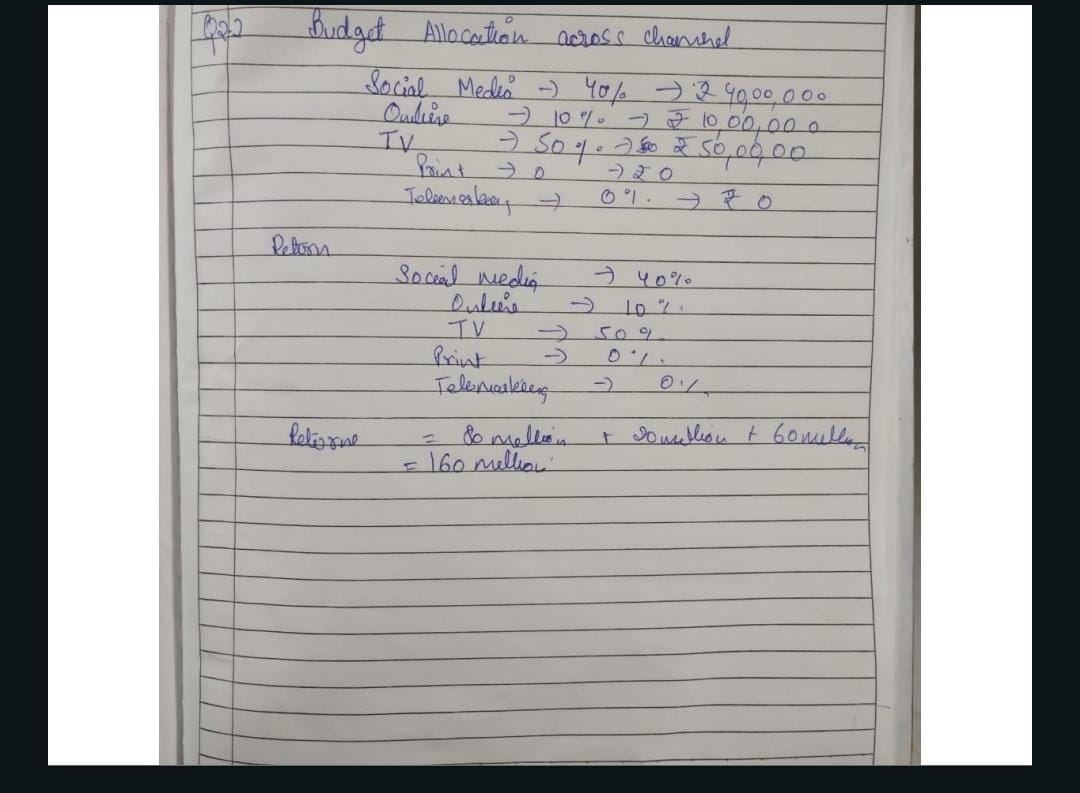 Q22 Budget Allocation across channel
Social Media → 40% → ₹ 40,00,000
Online → 10% → ₹ 10,00,000
TV → 50% → ₹ 50,00,00
Print → 0 → ₹ 0
Telemarketing → 0% → ₹ 0
Return
Social media → 40%
Online → 10%
TV → 50%
Print → 0%
Telemarketing → 0%
Return = 80 million + 20 million + 60 million
= 160 million